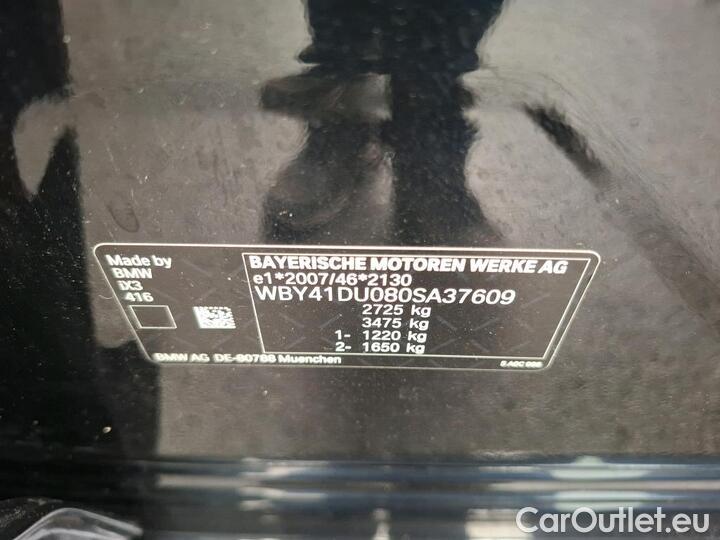 Made by
BMW
iX3
416
BAYERISCHE MOTOREN WERKE AG
e1*2007/46*2130
WBY41DU080SA37609
2725 kg
3475 kg
1- 1220 kg
2- 1650 kg
BMW AG DE-80788 Muenchen
CarOutlet.eu